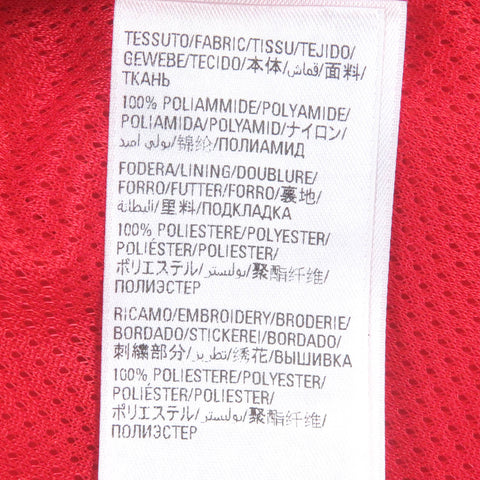 TESSUTO/FABRIC/TISSU/TEJIDO/
GEWEBE/TECIDO/本体/قماش/面料/
ТКАНЬ
100% POLIAMMIDE/POLYAMIDE/
POLIAMIDA/POLYAMID/ナイロン/
بولي أميد/锦纶/ПОЛИАМИД
FODERA/LINING/DOUBLURE/
FORRO/FUTTER/FORRO/裏地/
البطانة/里料/ПОДКЛАДКА
100% POLIESTERE/POLYESTER/
POLYESTER/POLIESTER/
POLIÉSTER/POLYESTER/
ポリエステル/بوليستر/聚酯纤维/
ПОЛИЭСТЕР
RICAMO/EMBROIDERY/BRODERIE/
BORDADO/STICKEREI/BORDADO/
刺繍部分/تطريز/绣花/ВЫШИВКА
100% POLIESTERE/POLYESTER/
POLIÉSTER/POLYESTER/
ポリエステル/بوليستر/聚酯纤维/
ПОЛИЭСТЕР